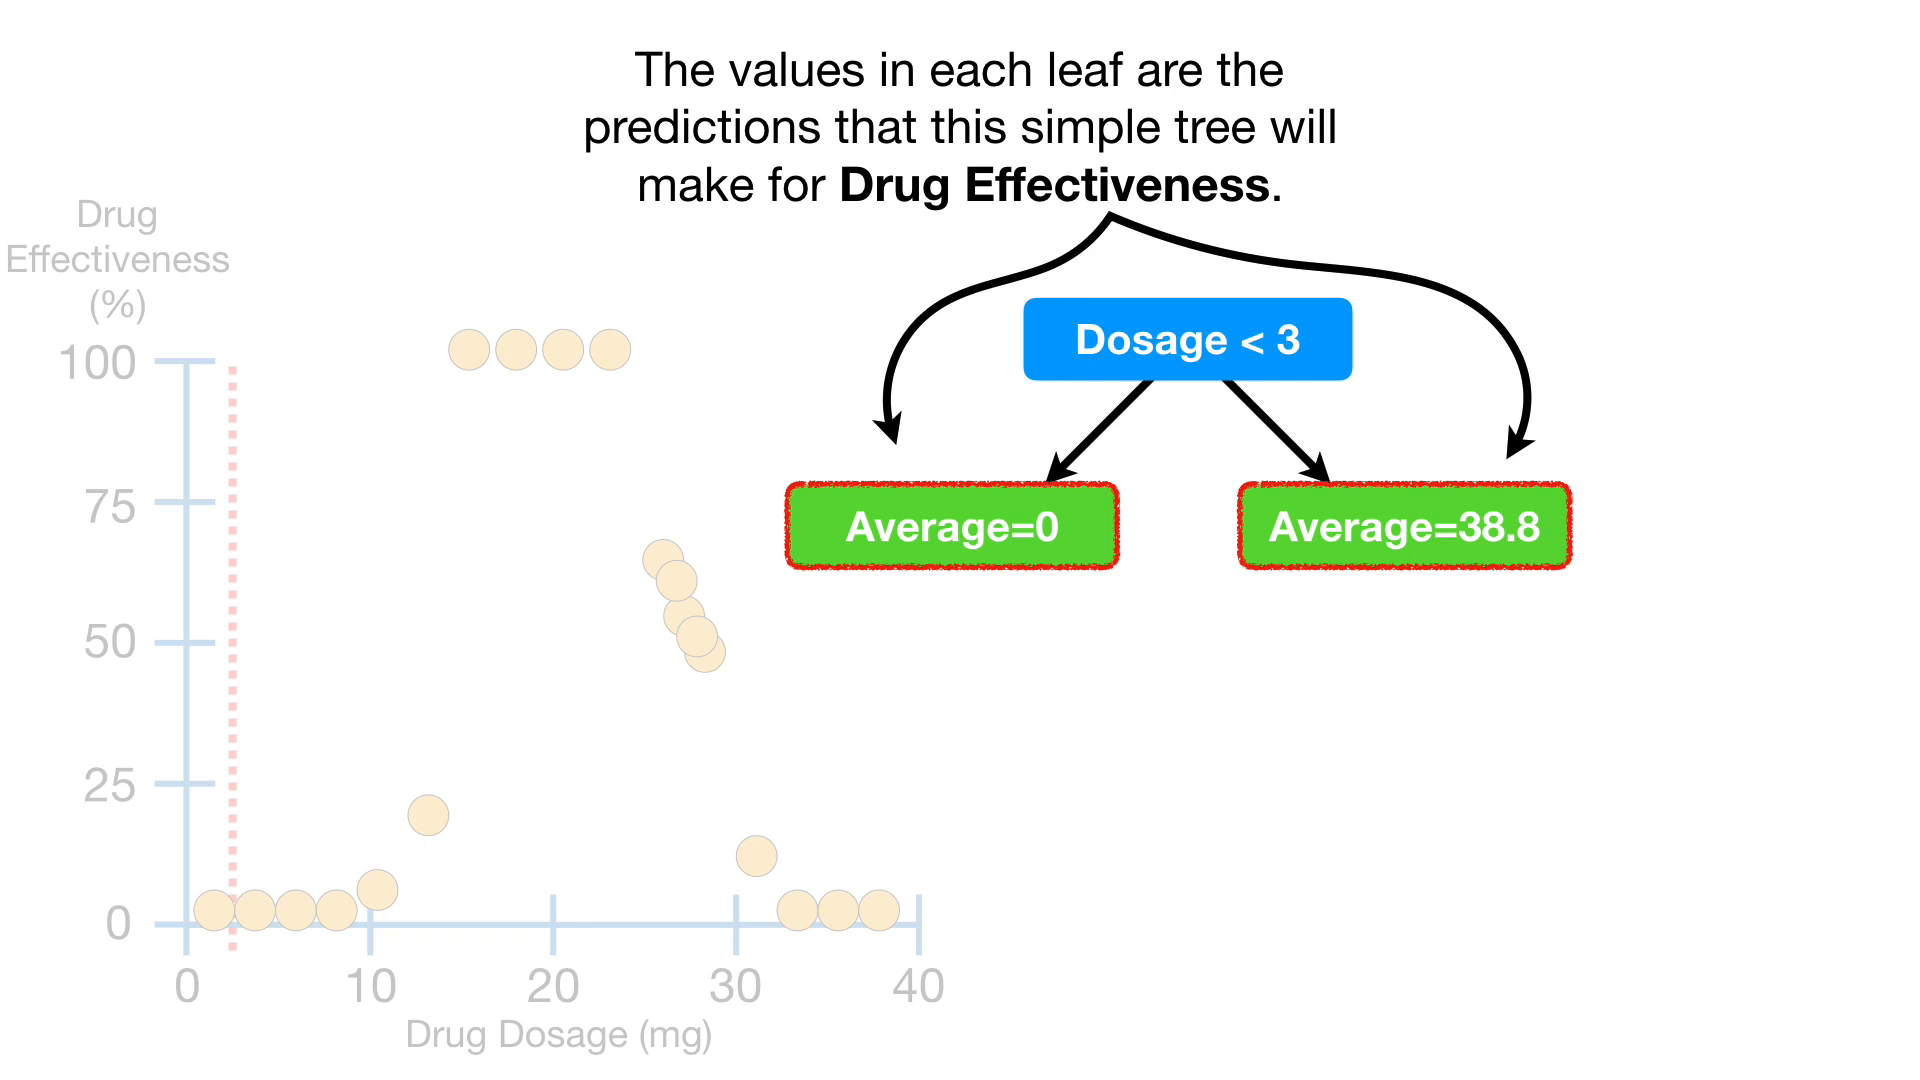 The values in each leaf are the
predictions that this simple tree will
make for Drug Effectiveness.
Drug
Effectiveness
(%)
Dosage < 3
Average=0
Average=38.8
100
75
50
25
0
0 10 20 30 40
Drug Dosage (mg)